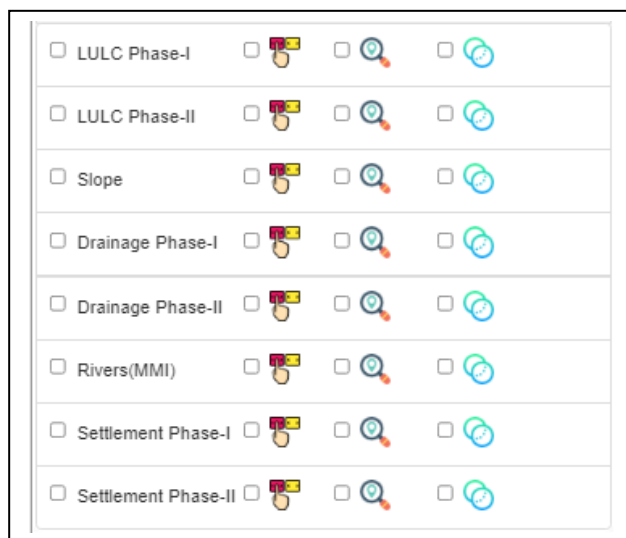 LULC Phase-I
LULC Phase-II
Slope
Drainage Phase-I
Drainage Phase-II
Rivers(MMI)
Settlement Phase-I
Settlement Phase-II